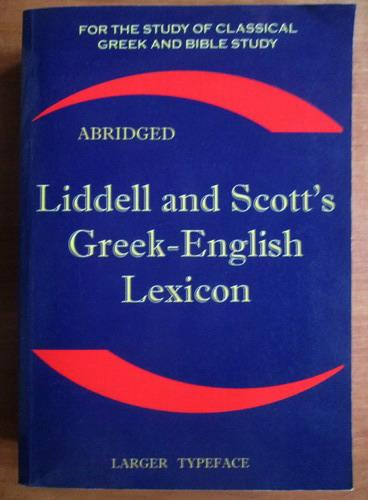 FOR THE STUDY OF CLASSICAL
GREEK AND BIBLE STUDY
ABRIDGED
Liddell and Scott's
Greek-English
Lexicon
LARGER TYPEFACE